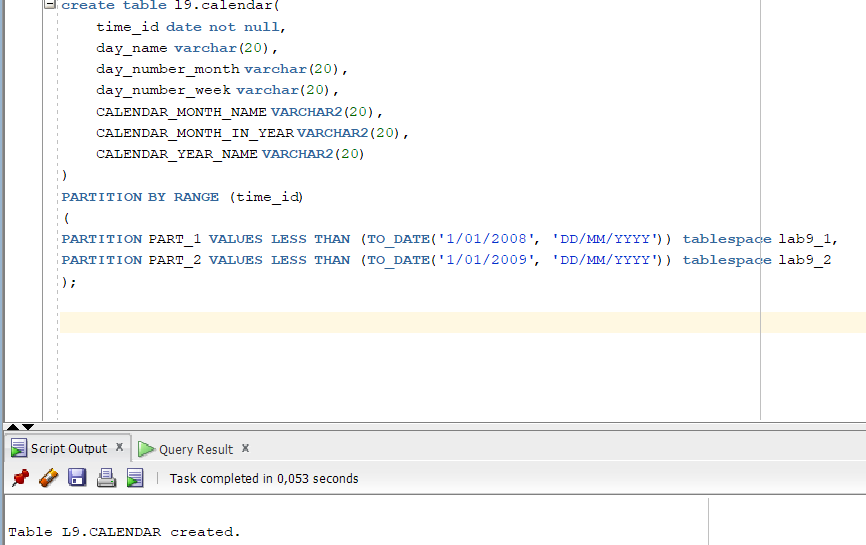 create table l9.calendar(
time_id date not null,
day_name varchar(20),
day_number_month varchar(20),
day_number_week varchar(20),
CALENDAR_MONTH_NAME VARCHAR2(20),
CALENDAR_MONTH_IN_YEAR VARCHAR2(20),
CALENDAR_YEAR_NAME VARCHAR2(20)
)
PARTITION BY RANGE (time_id)
(
PARTITION PART_1 VALUES LESS THAN (TO_DATE('1/01/2008', 'DD/MM/YYYY')) tablespace lab9_1,
PARTITION PART_2 VALUES LESS THAN (TO_DATE('1/01/2009', 'DD/MM/YYYY')) tablespace lab9_2
);
Script Output x Query Result x
Task completed in 0,053 seconds
Table L9.CALENDAR created.